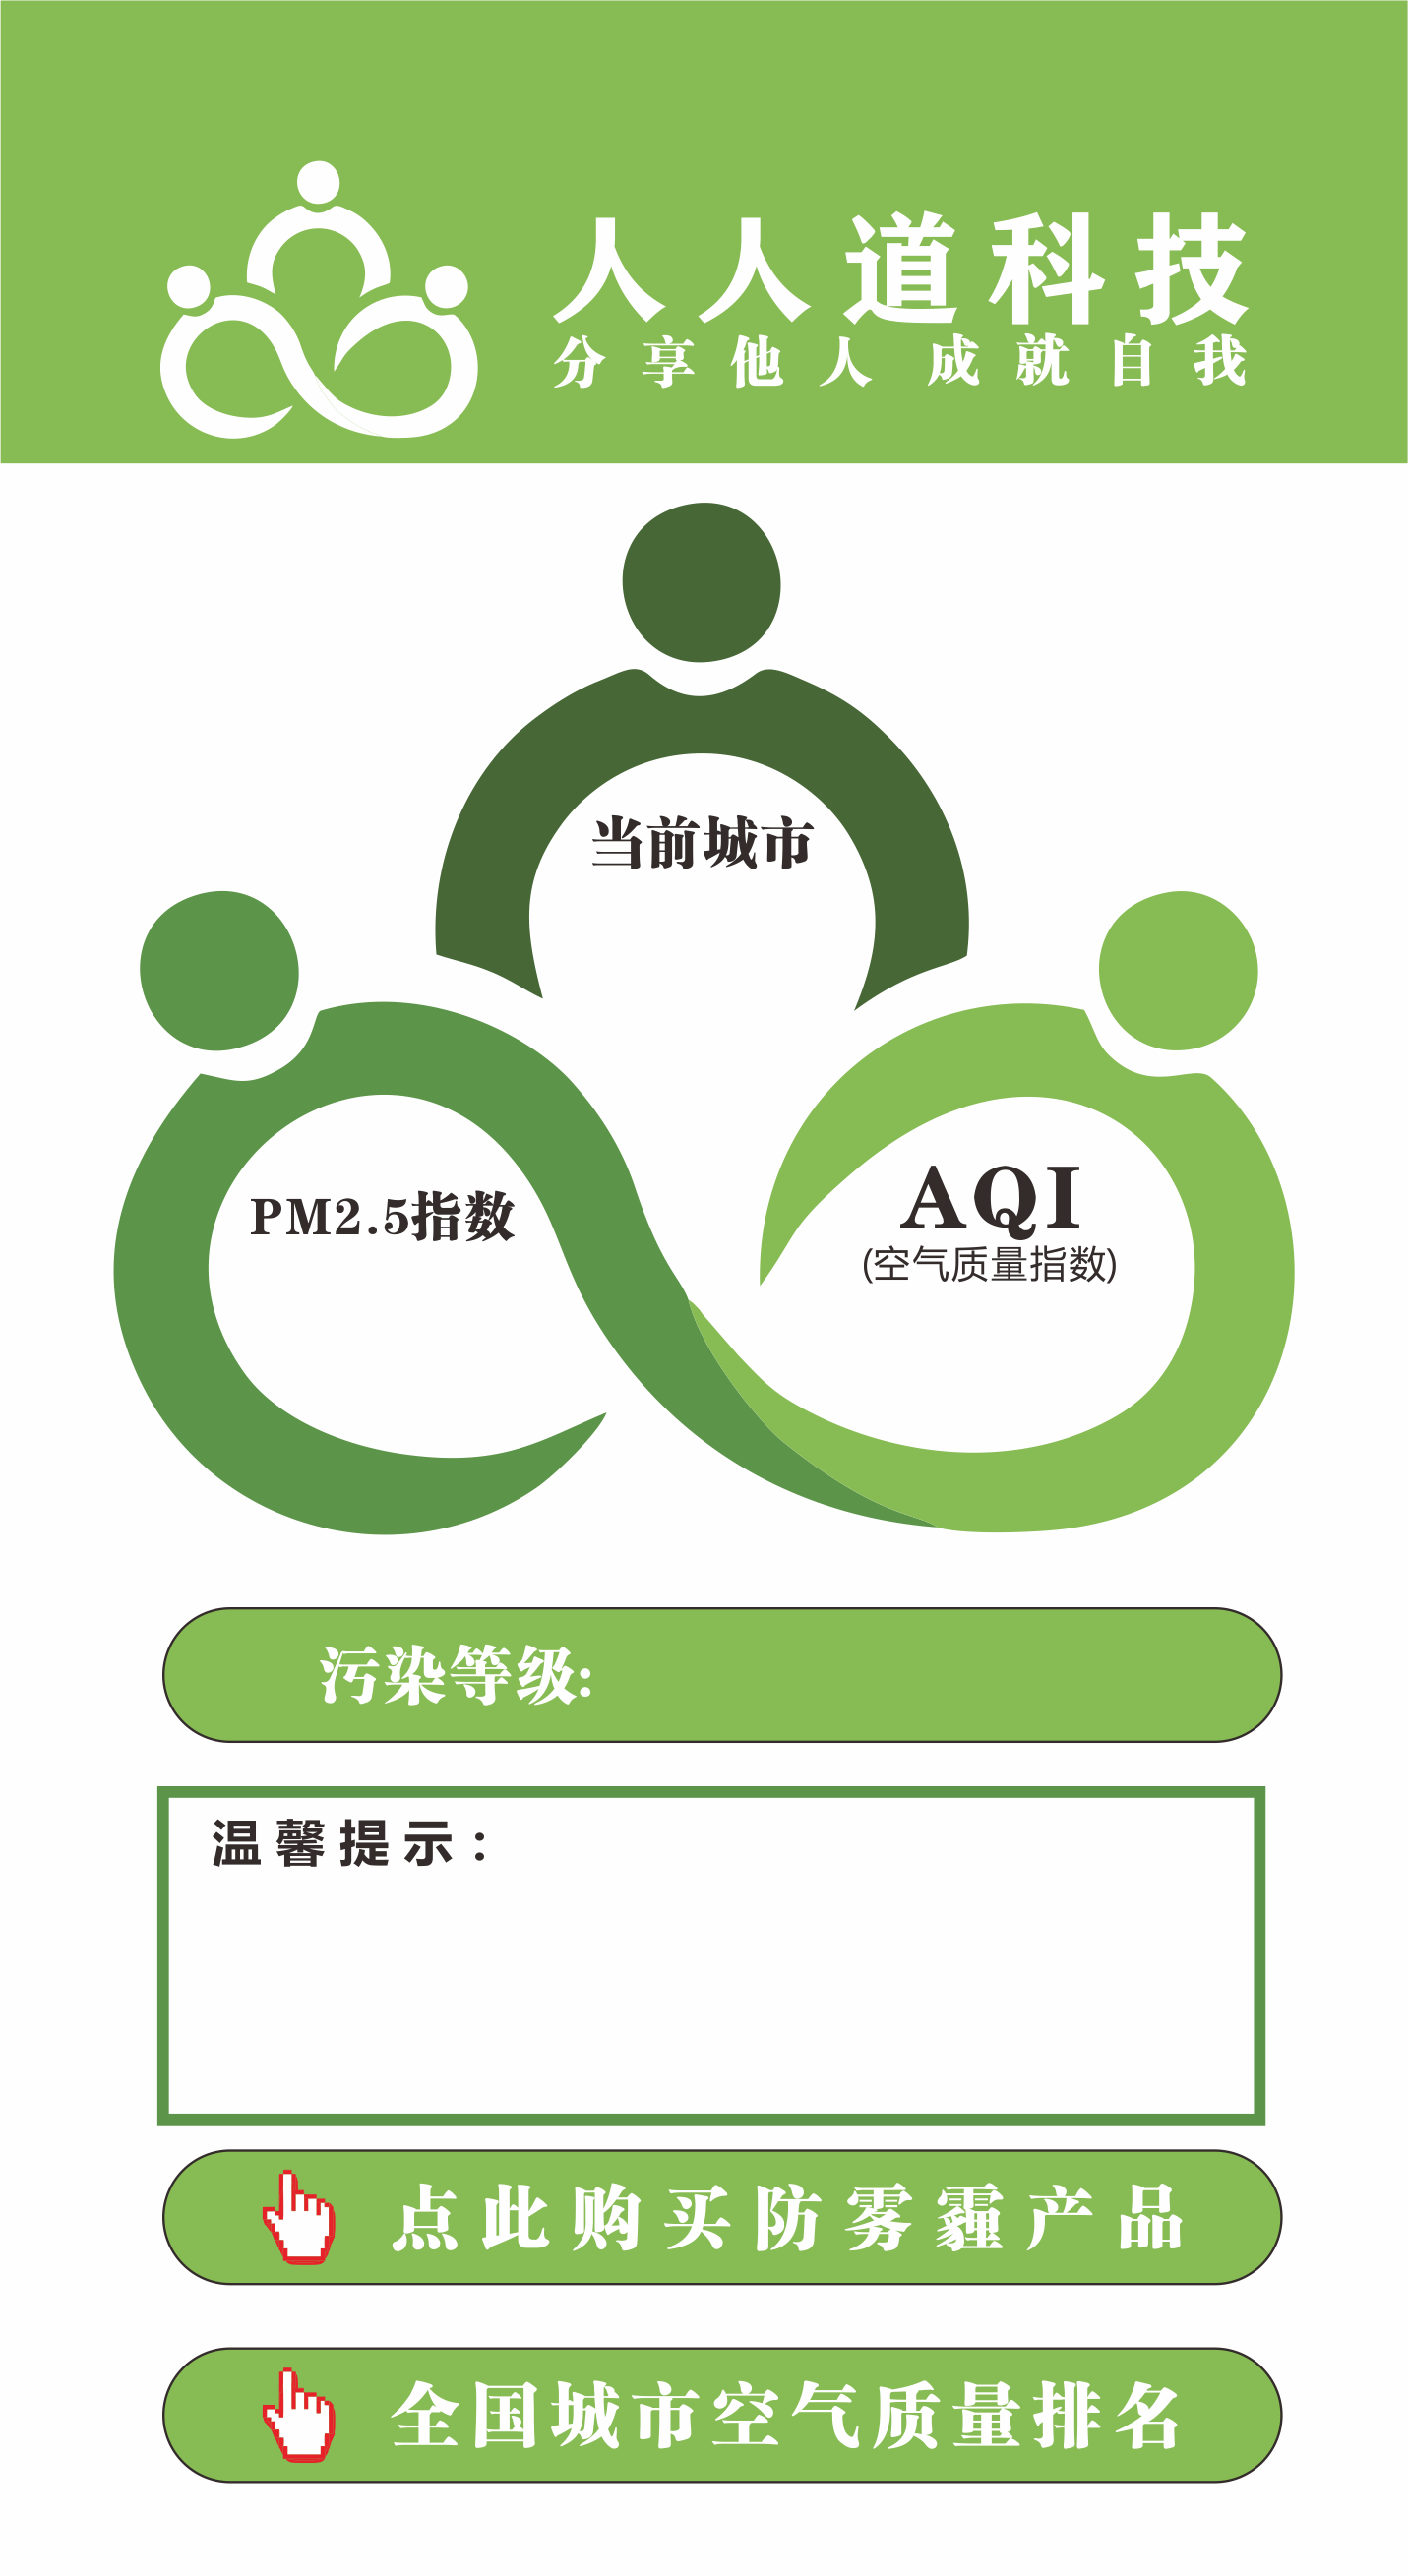 人人道科技
分享他人 成就自我
当前城市
PM2.5指数
AQI
(空气质量指数)
污染等级:
温馨提示：
点此购买防雾霾产品
全国城市空气质量排名